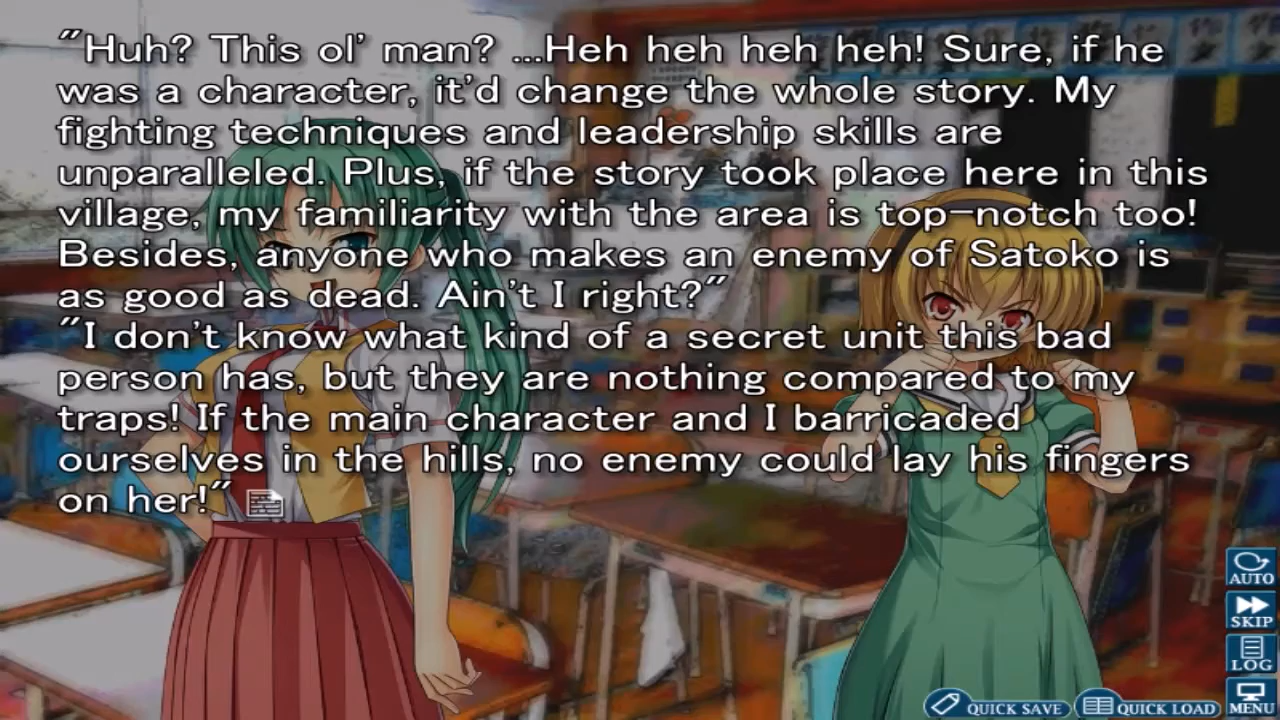 "Huh? This ol' man? ...Heh heh heh heh! Sure, if he
was a character, it'd change the whole story. My
fighting techniques and leadership skills are
unparalleled. Plus, if the story took place here in this
village, my familiarity with the area is top-notch too!
Besides, anyone who makes an enemy of Satoko is
as good as dead. Ain't I right?"
"I don't know what kind of a secret unit this bad
person has, but they are nothing compared to my
traps! If the main character and I barricaded
ourselves in the hills, no enemy could lay his fingers
on her!"
AUTO
SKIP
LOG
MENU
QUICK SAVE
QUICK LOAD